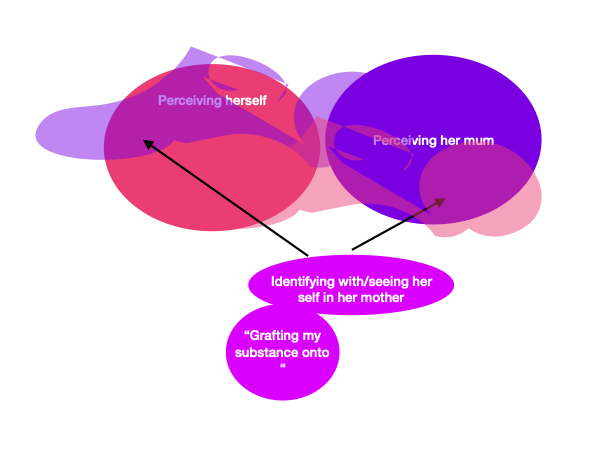 Perceiving herself
Perceiving her mum
Identifying with/seeing her
self in her mother
“Grafting my
substance onto
“